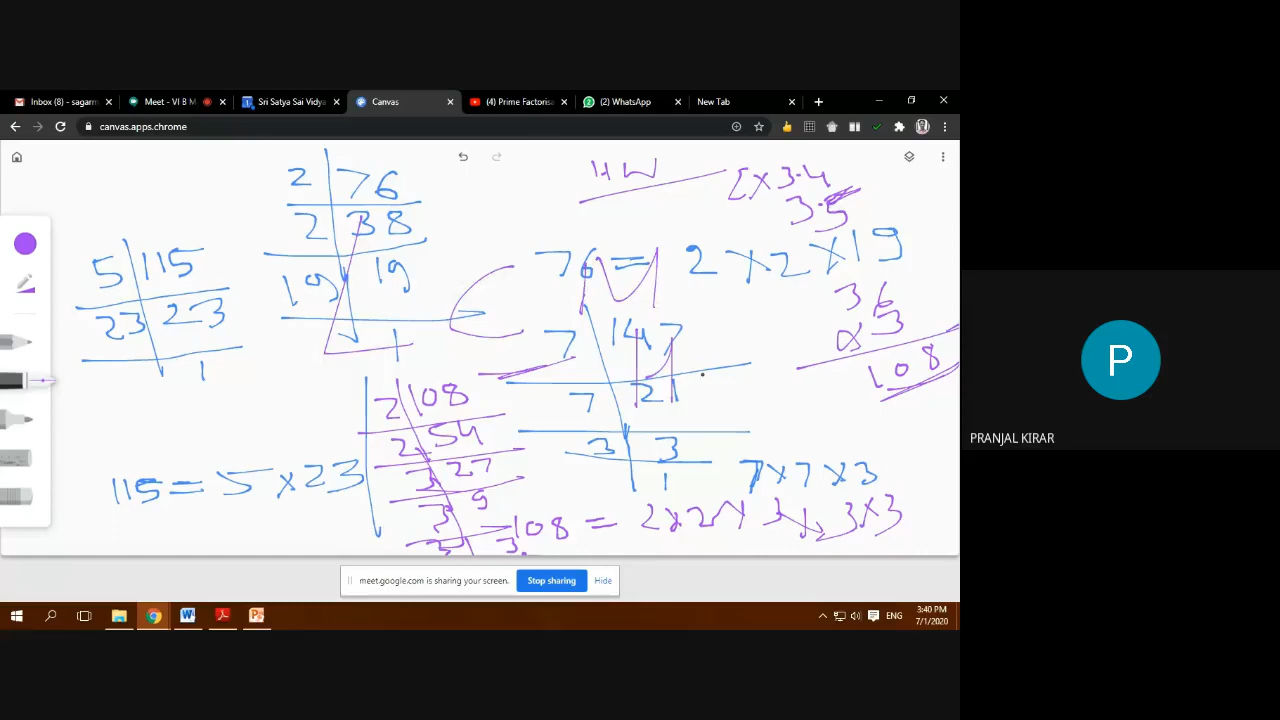 Inbox (8) - sagarm
Meet - VI B M
Sri Satya Sai Vidya
Canvas
(4) Prime Factorisa
(2) WhatsApp
New Tab
canvas.apps.chrome
HW
Ex 3.4
3.5
2 76
2 38
19 19
1
5 115
23 23
1
76 = 2 × 2 × 19
36
× 3
108
7 147
7 21
3 3
1
7 × 7 × 3
2 108
2 54
3 27
3 9
3 3
115 = 5 × 23
108 = 2 × 2 × 3 × 3 × 3
PRANJAL KIRAR
P
meet.google.com is sharing your screen.
Stop sharing
Hide
ENG
3:40 PM
7/1/2020